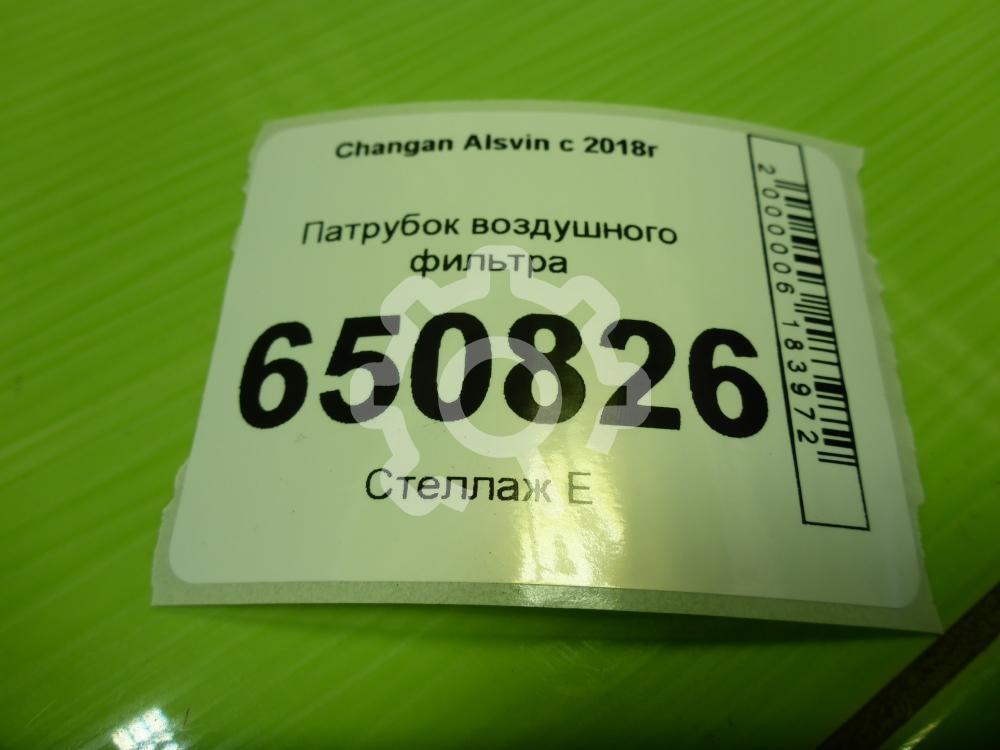 Changan Alsvin с 2018г
Патрубок воздушного
фильтра
650826
Стеллаж Е
2000006183972